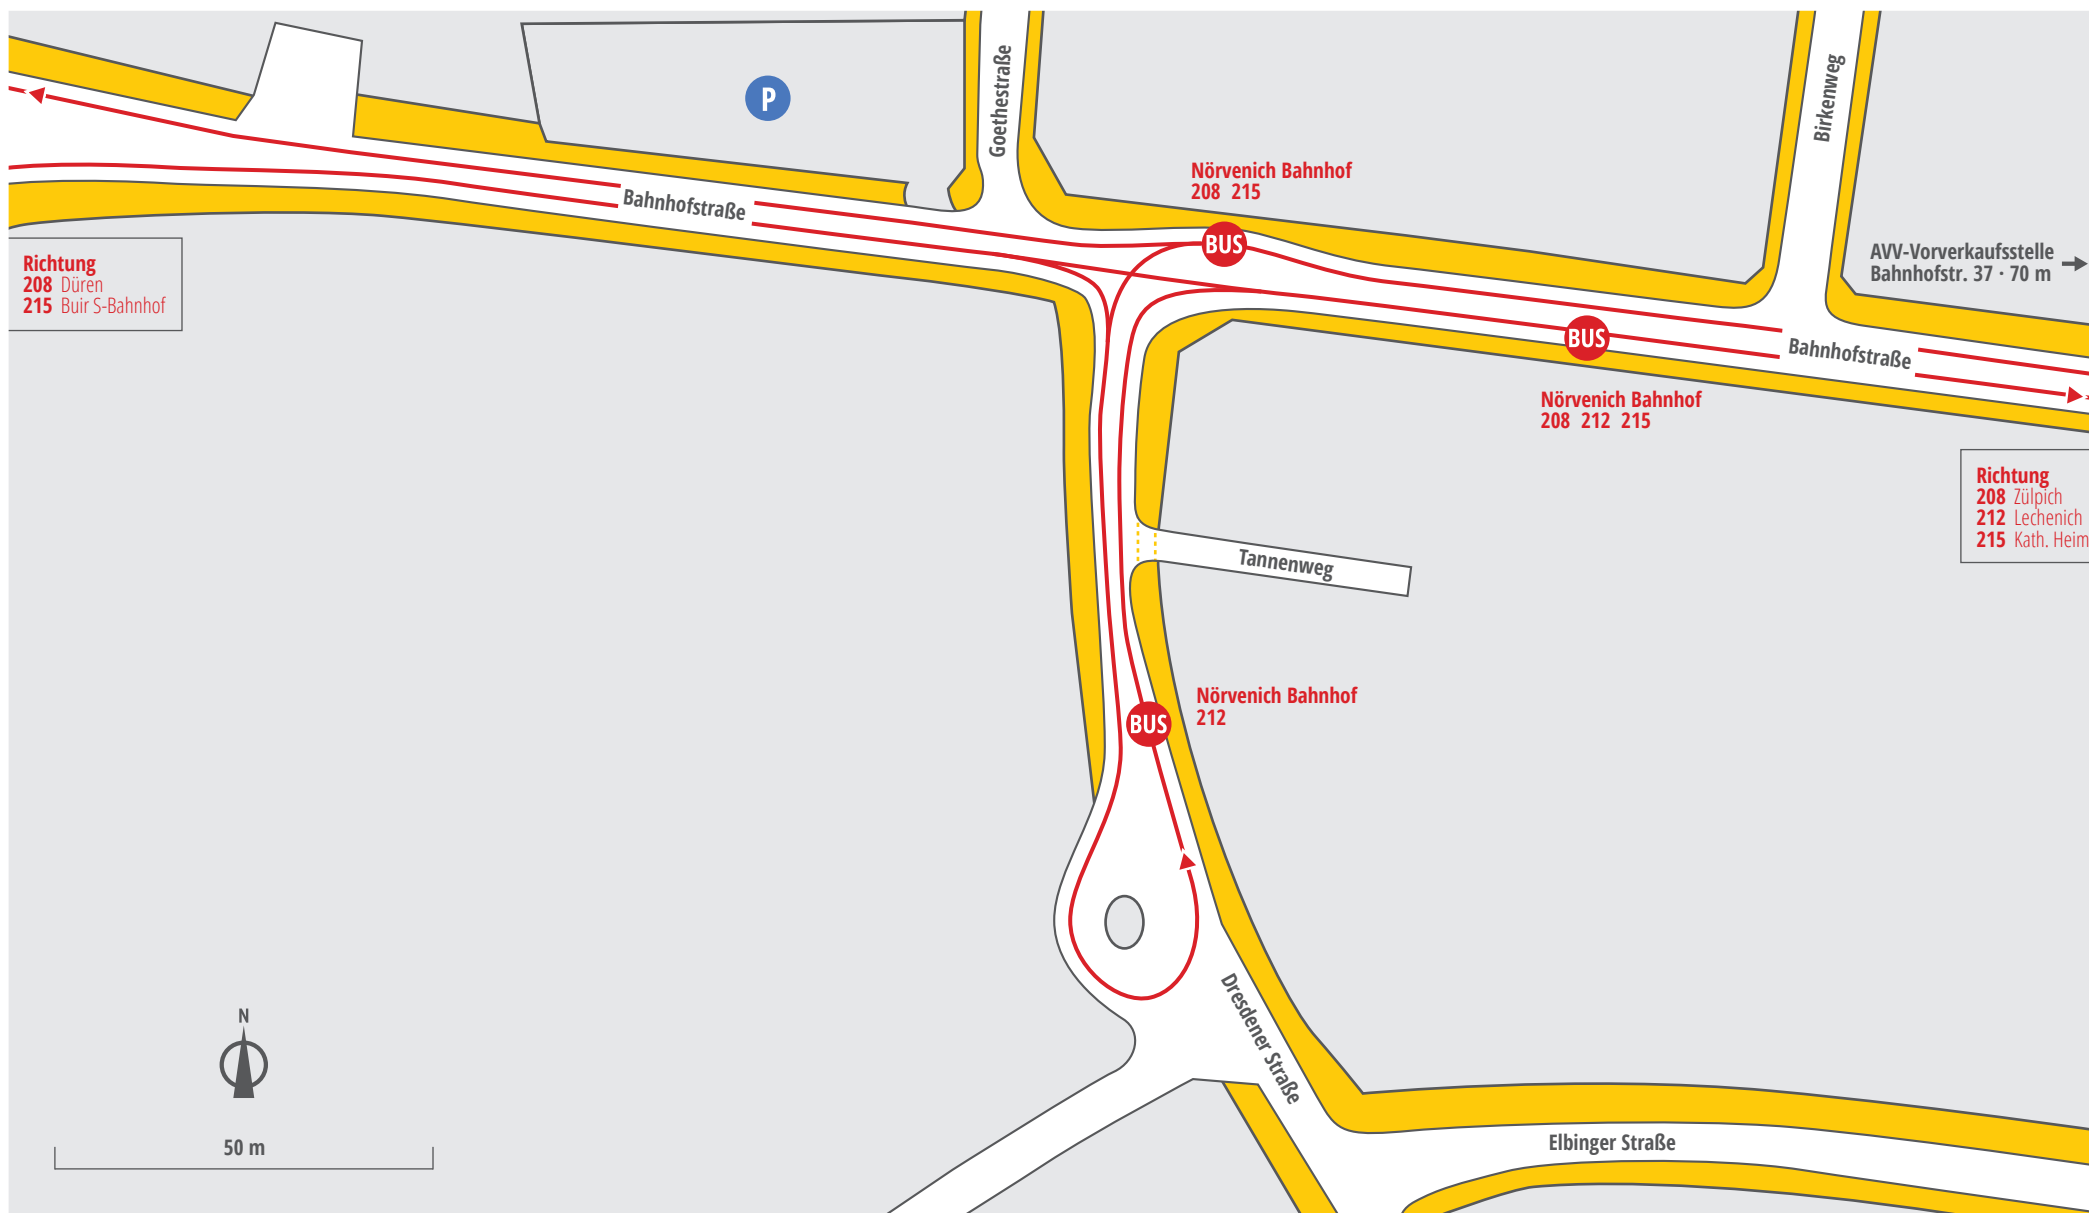 P
Goethestraße
Birkenweg
Nörvenich Bahnhof
208 215
BUS
Bahnhofstraße
AVV-Vorverkaufsstelle
Bahnhofstr. 37 · 70 m
Richtung
208 Düren
215 Buir S-Bahnhof
BUS
Bahnhofstraße
Nörvenich Bahnhof
208 212 215
Richtung
208 Zülpich
212 Lechenich
215 Kath. Heim
Tannenweg
Nörvenich Bahnhof
212
BUS
Dresdener Straße
N
50 m
Elbinger Straße